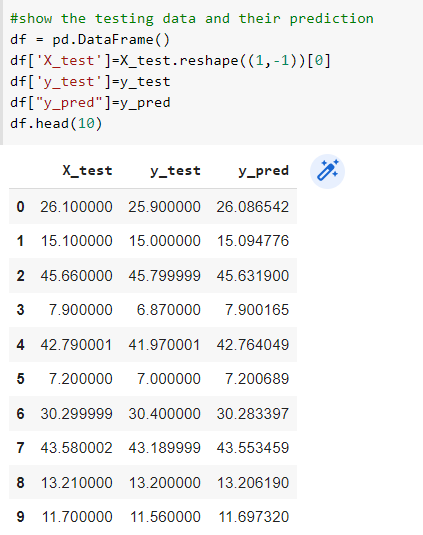 #show the testing data and their prediction
df = pd.DataFrame()
df['X_test']=X_test.reshape((1,-1))[0]
df['y_test']=y_test
df["y_pred"]=y_pred
df.head(10)
X_test y_test y_pred
0 26.100000 25.900000 26.086542
1 15.100000 15.000000 15.094776
2 45.660000 45.799999 45.631900
3 7.900000 6.870000 7.900165
4 42.790001 41.970001 42.764049
5 7.200000 7.000000 7.200689
6 30.299999 30.400000 30.283397
7 43.580002 43.189999 43.553459
8 13.210000 13.200000 13.206190
9 11.700000 11.560000 11.697320